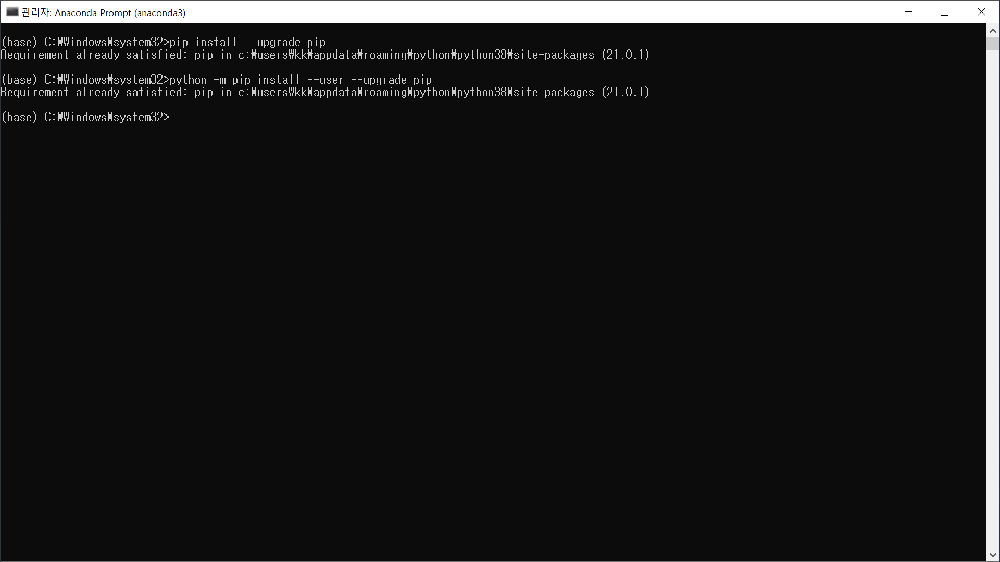 관리자: Anaconda Prompt (anaconda3)
(base) C:₩Windows₩system32>pip install --upgrade pip
Requirement already satisfied: pip in c:₩users₩kk₩appdata₩roaming₩python₩python38₩site-packages (21.0.1)
(base) C:₩Windows₩system32>python -m pip install --user --upgrade pip
Requirement already satisfied: pip in c:₩users₩kk₩appdata₩roaming₩python₩python38₩site-packages (21.0.1)
(base) C:₩Windows₩system32>